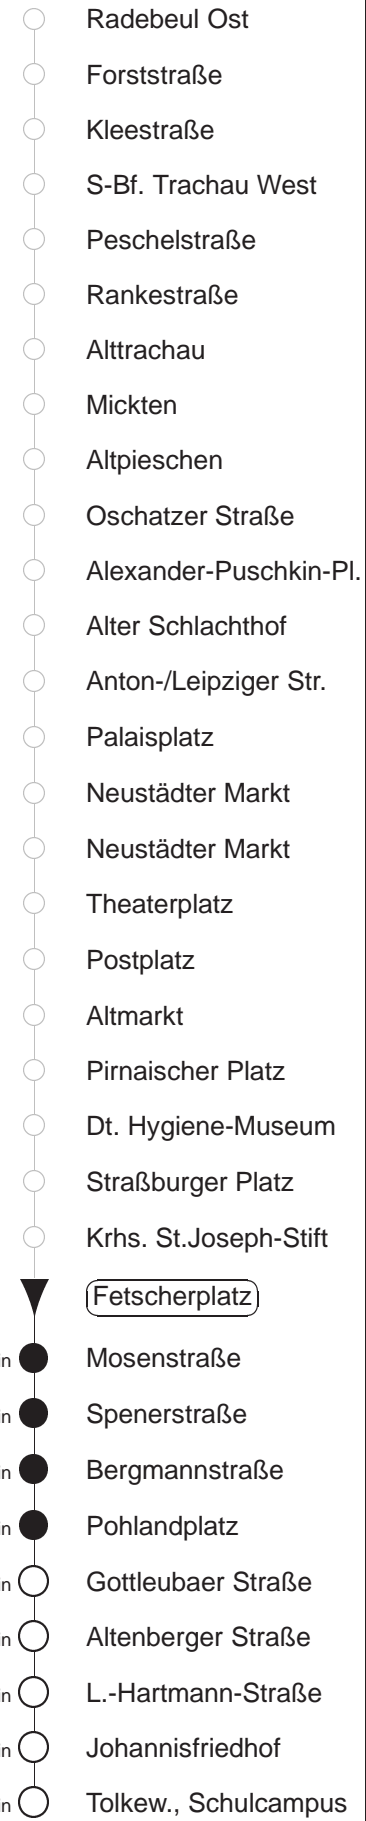 Radebeul Ost
Forststraße
Kleestraße
S-Bf. Trachau West
Peschelstraße
Rankestraße
Alttrachau
Mickten
Altpieschen
Oschatzer Straße
Alexander-Puschkin-Pl.
Alter Schlachthof
Anton-/Leipziger Str.
Palaisplatz
Neustädter Markt
Neustädter Markt
Theaterplatz
Postplatz
Altmarkt
Pirnaischer Platz
Dt. Hygiene-Museum
Straßburger Platz
Krhs. St.Joseph-Stift
Fetscherplatz
Mosenstraße
Spenerstraße
Bergmannstraße
Pohlandplatz
Gottleubaer Straße
Altenberger Straße
L.-Hartmann-Straße
Johannisfriedhof
Tolkew., Schulcampus